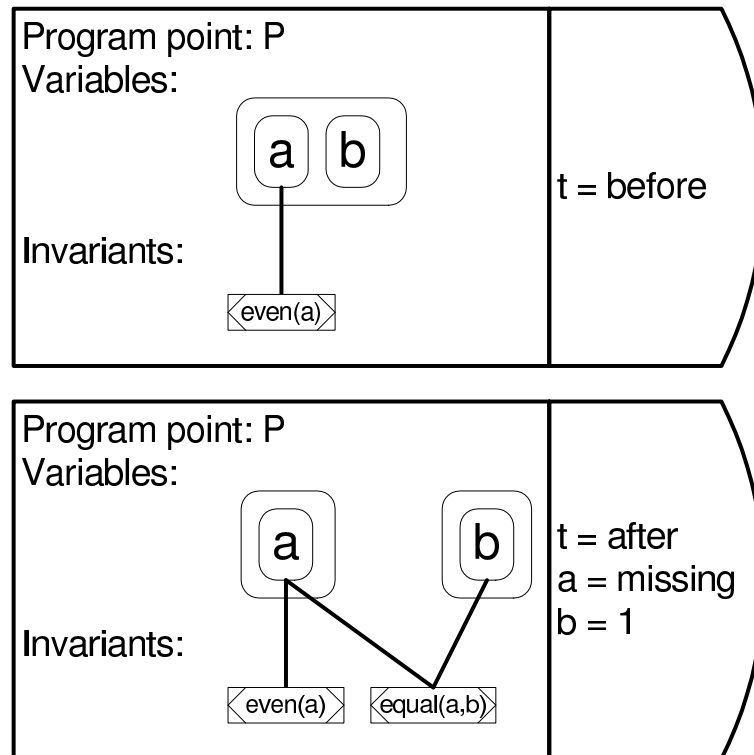 Program point: P
Variables:
a b
t = before
Invariants:
even(a)
Program point: P
Variables:
a b
t = after
a = missing
b = 1
Invariants:
even(a) equal(a,b)